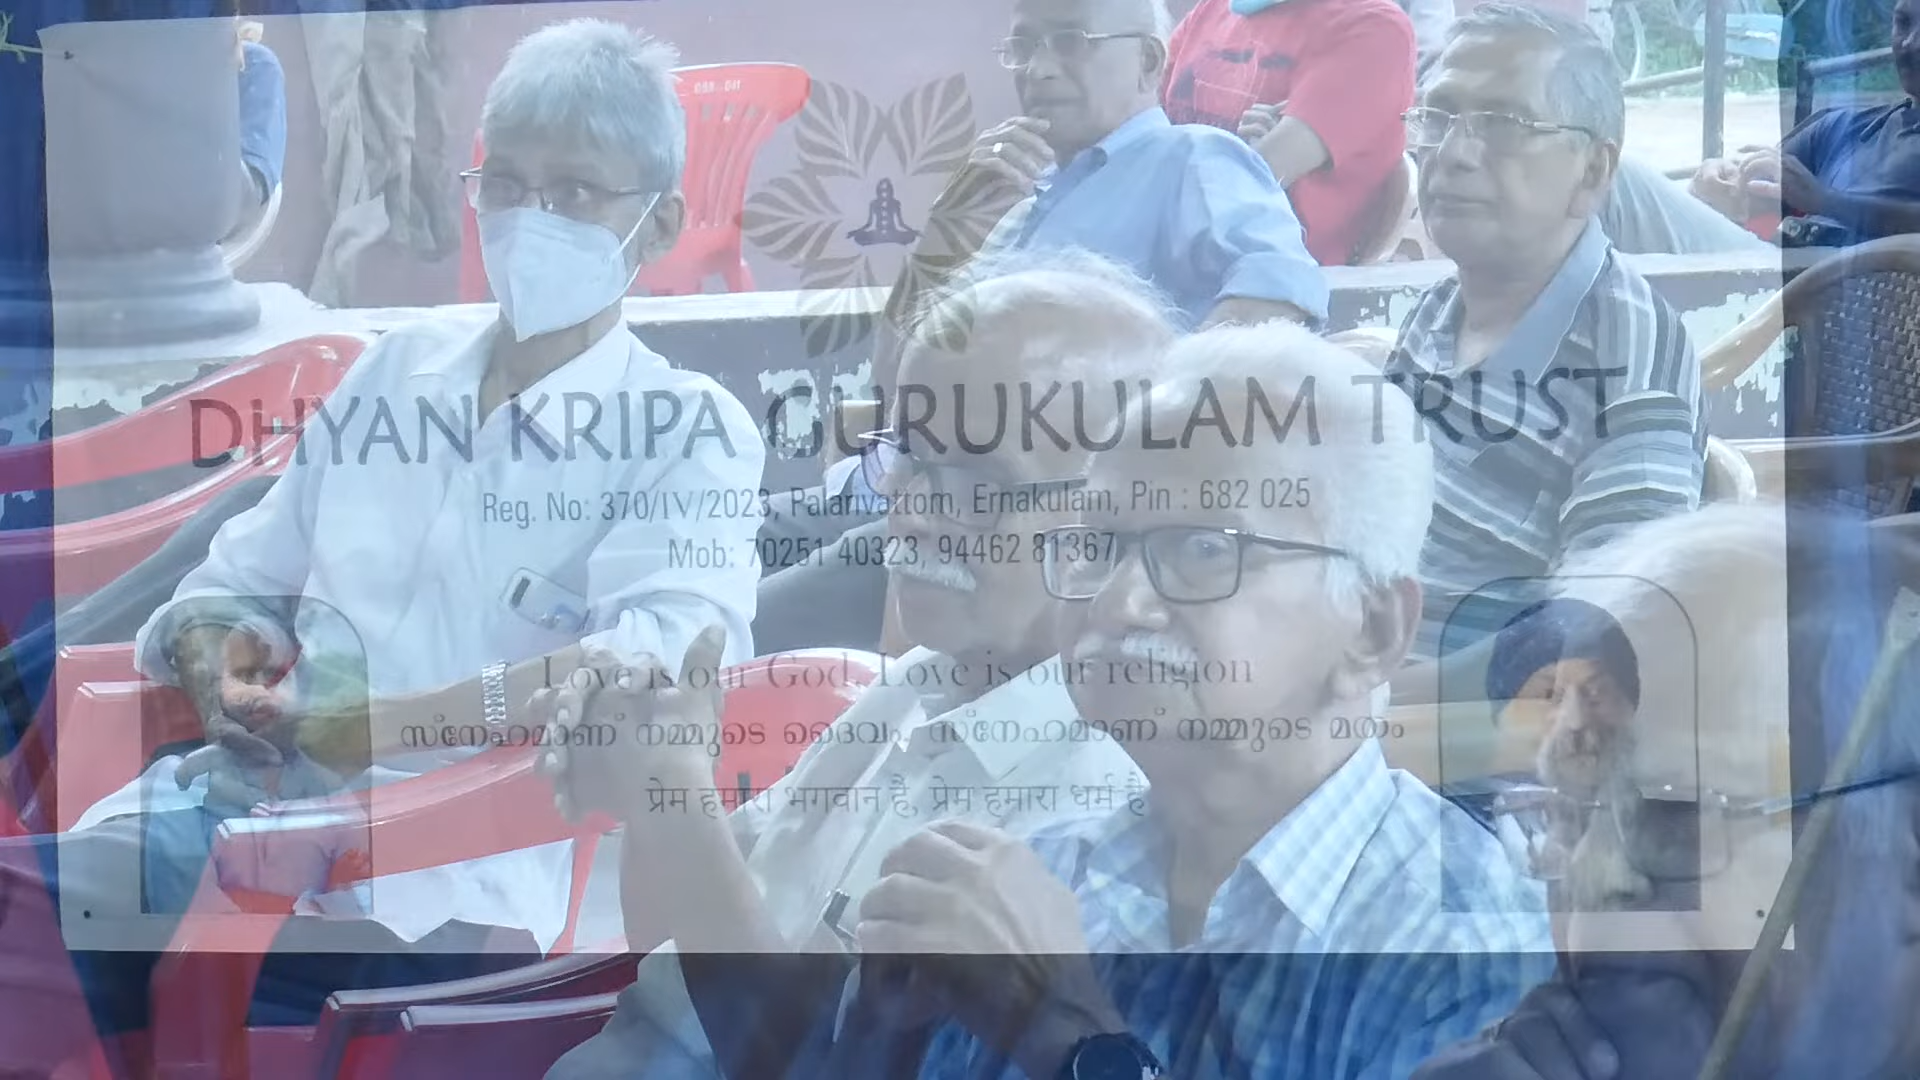 DHYAN KRIPA GURUKULAM TRUST
Reg. No: 370/IV/2023, Palarivattom, Ernakulam, Pin : 682 025
Mob: 70251 40323, 94462 81367
Love is our God, Love is our religion
സ്നേഹമാണ് നമ്മുടെ ദൈവം, സ്നേഹമാണ് നമ്മുടെ മതം
प्रेम हमारा भगवान है, प्रेम हमारा धर्म है